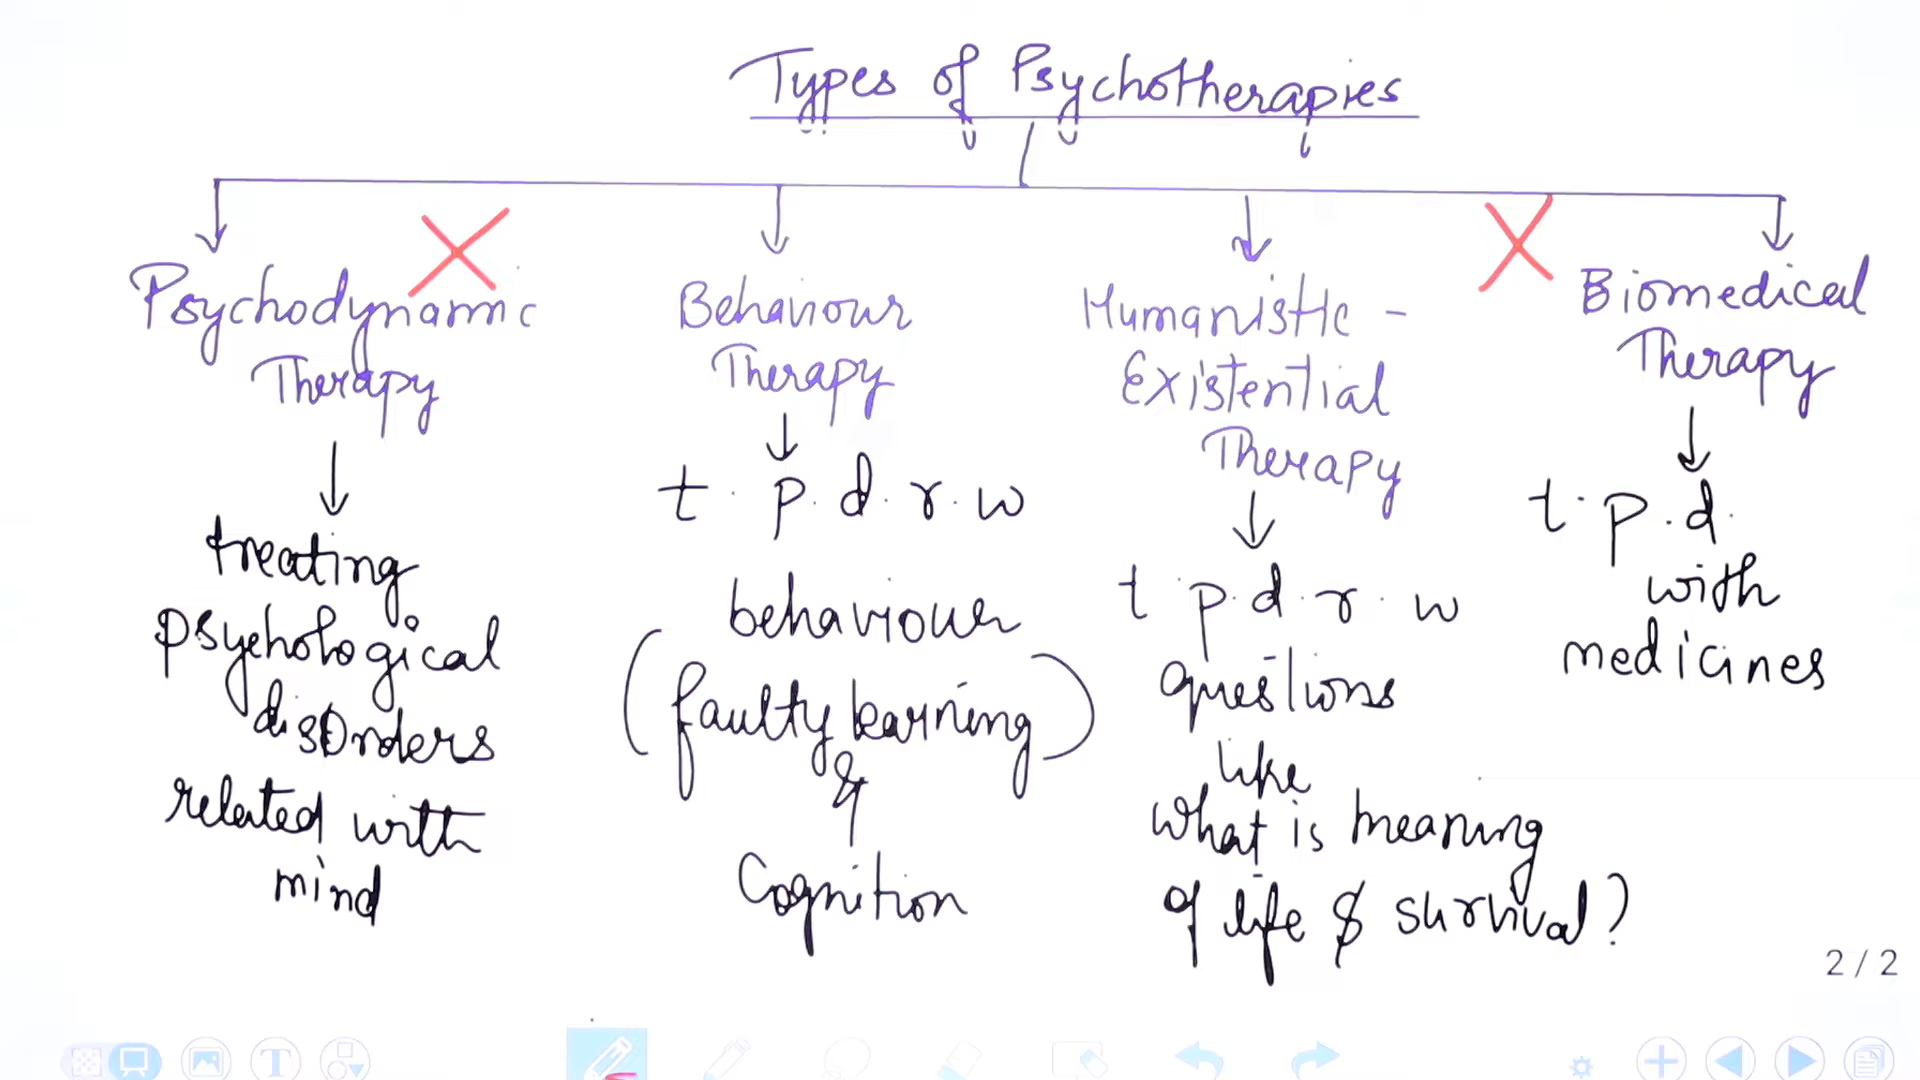 Types of Psychotherapies
Psychodynamic
Therapy
treating
psychological
disorders
related with
mind
Behaviour
Therapy
t. p. d. r. w
behaviour
(faulty learning)
&
Cognition
Humanistic -
Existential
Therapy
t p. d. r. w
questions
like
what is meaning
of life & survival?
Biomedical
Therapy
t. p. d.
with
medicines
2 / 2
T